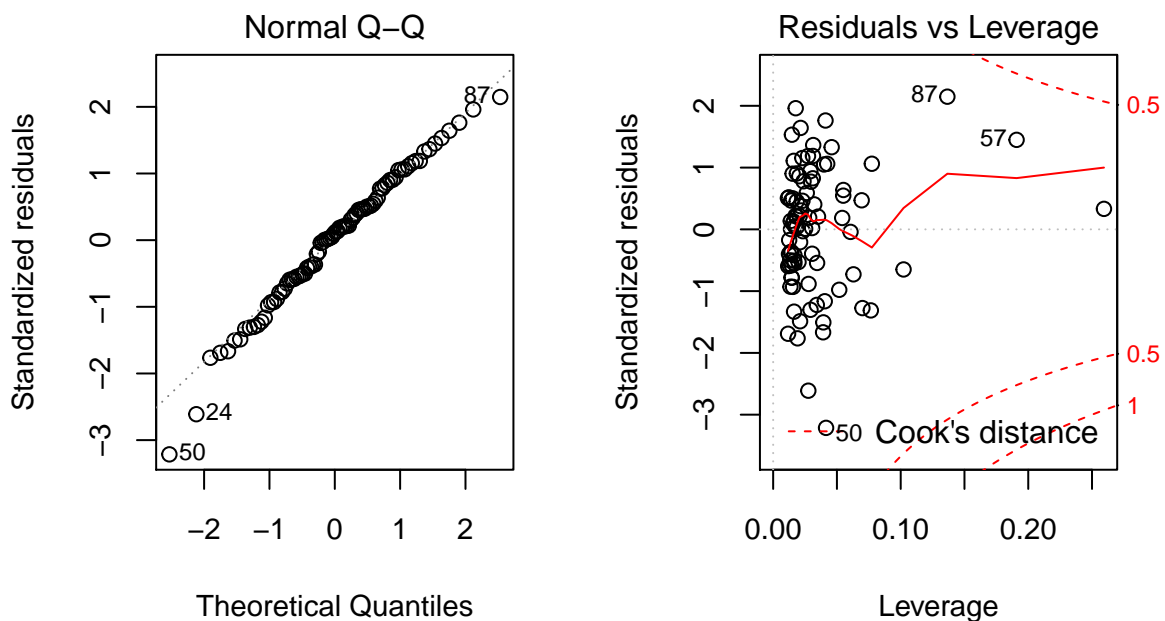 Normal Q−Q
Standardized residuals
2
1
0
−1
−2
−3
87
24
50
−2 −1 0 1 2
Theoretical Quantiles
Residuals vs Leverage
Standardized residuals
2
1
0
−1
−2
−3
87
57
50
Cook's distance
0.5
0.5
1
0.00 0.10 0.20
Leverage